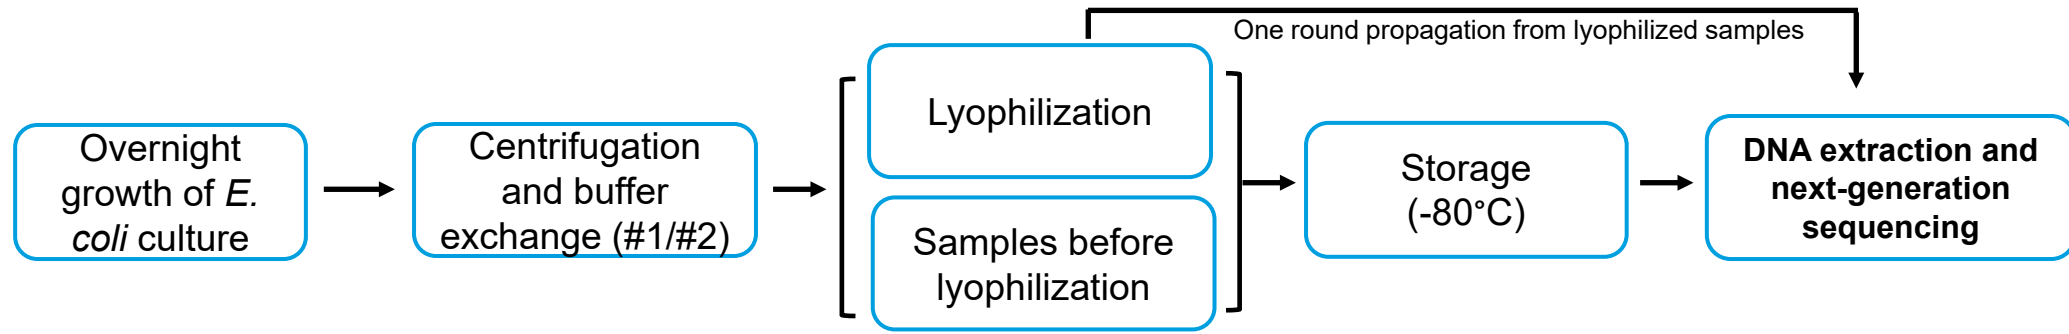 One round propagation from lyophilized samples
Overnight
growth of E.
coli culture
Centrifugation
and buffer
exchange (#1/#2)
Lyophilization
Samples before
lyophilization
Storage
(-80°C)
DNA extraction and
next-generation
sequencing